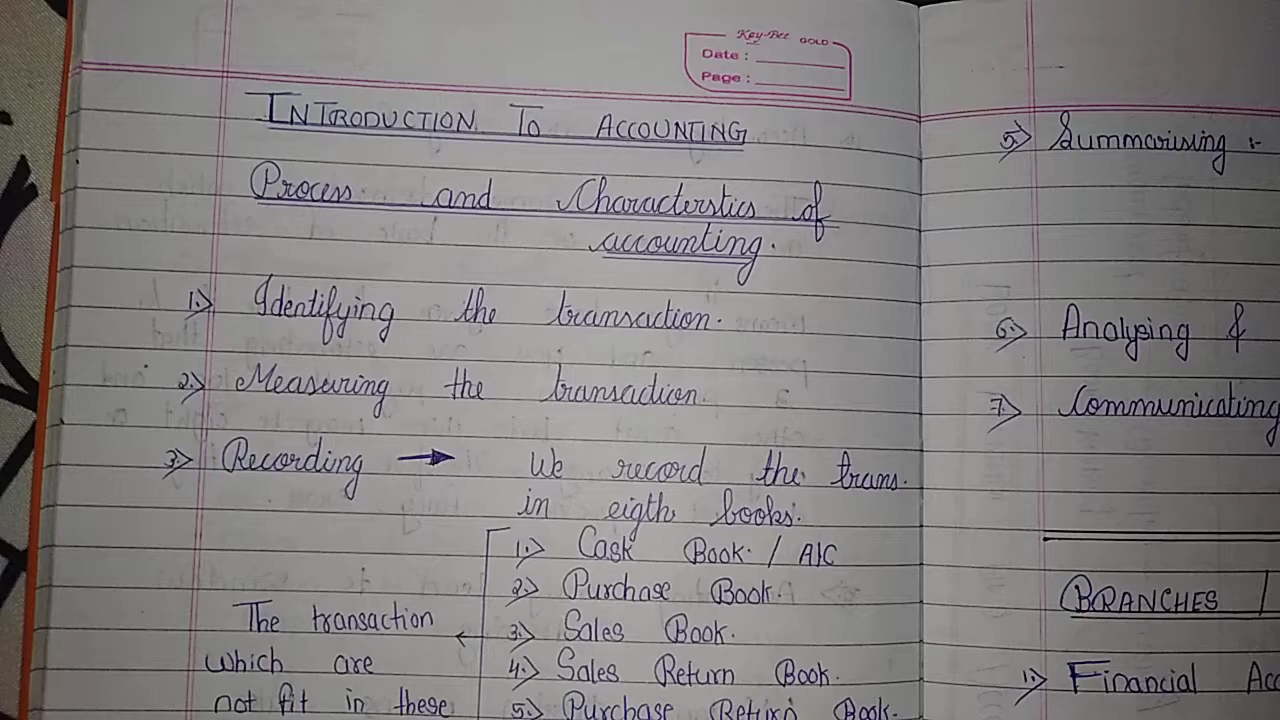 Key-Bee GOLD
Date :
Page :
INTRODUCTION TO ACCOUNTING
Process and Characterstics of
accounting.
1.> Identifying the transaction.
2.> Measuring the transaction.
3.> Recording → We record the trans.
in eigth books.
1.> Cash Book. / A/C
2.> Purchase Book.
3.> Sales Book.
4.> Sales Return Book.
5.> Purchase Return Book.
The transaction
which are
not fit in these
5.> Summarising :-
6.> Analysing &
7.> Communicating
BRANCHES /
1.> Financial Acc